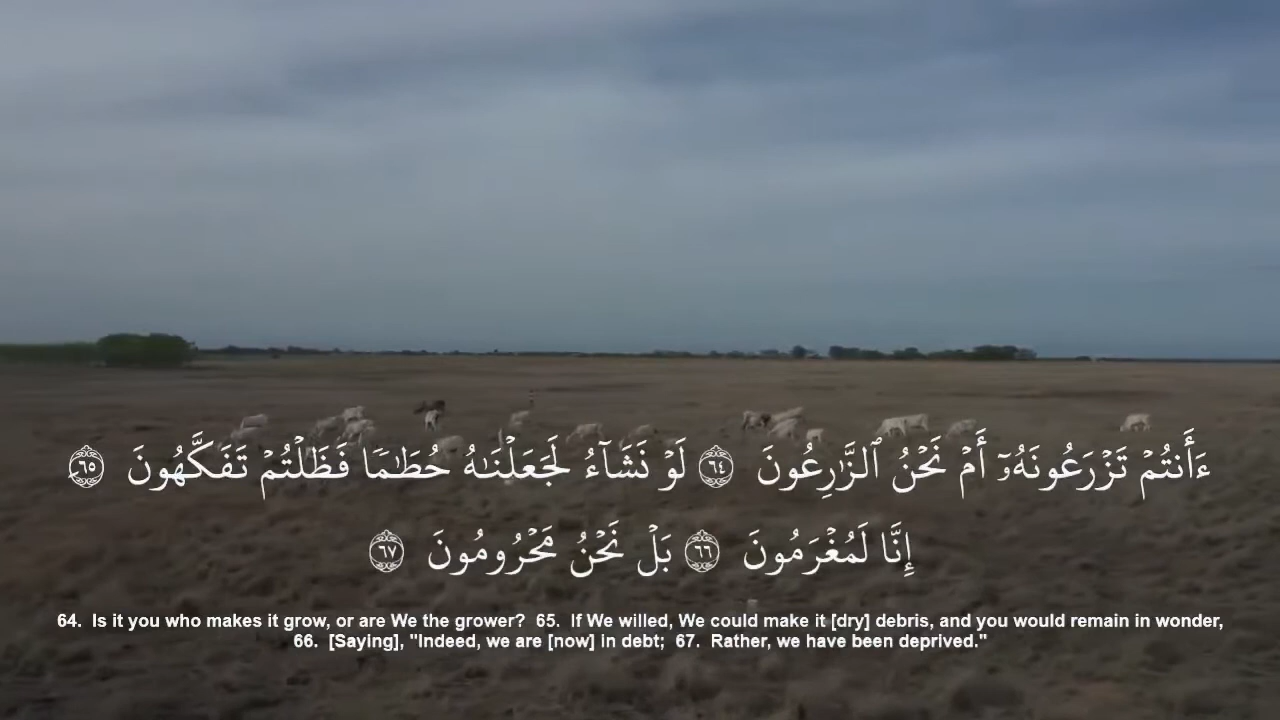 ءَأَنتُمْ تَزْرَعُونَهُۥٓ أَمْ نَحْنُ ٱلزَّٰرِعُونَ ٦٤ لَوْ نَشَآءُ لَجَعَلْنَٰهُ حُطَٰمًا فَظَلْتُمْ تَفَكَّهُونَ ٦٥
إِنَّا لَمُغْرَمُونَ ٦٦ بَلْ نَحْنُ مَحْرُومُونَ ٦٧
64. Is it you who makes it grow, or are We the grower? 65. If We willed, We could make it [dry] debris, and you would remain in wonder,
66. [Saying], "Indeed, we are [now] in debt; 67. Rather, we have been deprived."